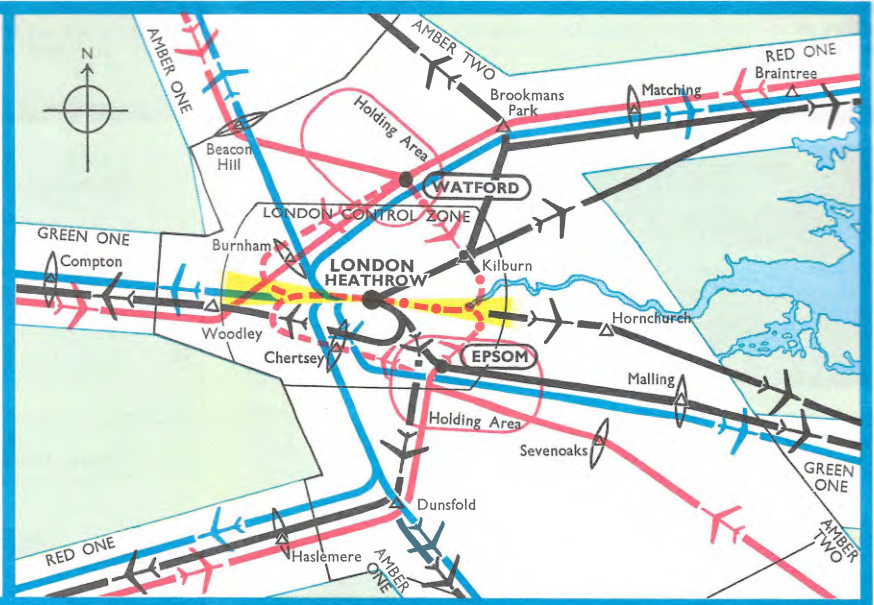 N
AMBER ONE
AMBER TWO
RED ONE
Braintree
Matching
Brookmans
Park
Holding Area
Beacon
Hill
WATFORD
LONDON CONTROL ZONE
GREEN ONE
Compton
Burnham
LONDON
HEATHROW
Kilburn
Woodley
Chertsey
Hornchurch
EPSOM
Malling
Holding Area
Sevenoaks
GREEN
ONE
Dunsfold
RED ONE
Haslemere
AMBER
ONE
AMBER
TWO